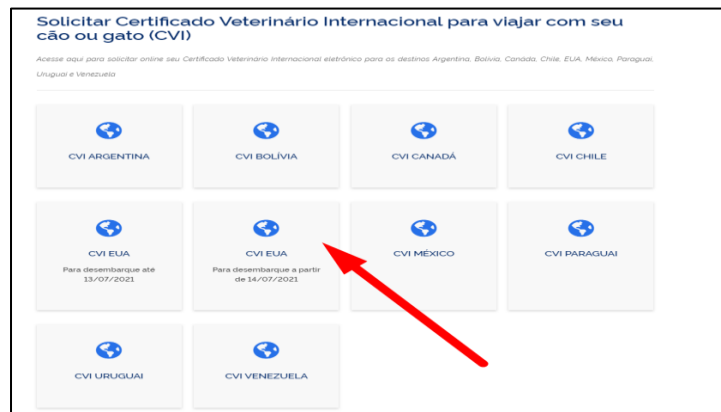 Solicitar Certificado Veterinário Internacional para viajar com seu
cão ou gato (CVI)
Acesse aqui para solicitar online seu Certificado Veterinário Internacional eletrônico para os destinos Argentina, Bolívia, Canáda, Chile, EUA, México, Paraguai,
Uruguai e Venezuela
CVI ARGENTINA
CVI BOLÍVIA
CVI CANADÁ
CVI CHILE
CVI EUA
Para desembarque até
13/07/2021
CVI EUA
Para desembarque a partir
de 14/07/2021
CVI MÉXICO
CVI PARAGUAI
CVI URUGUAI
CVI VENEZUELA